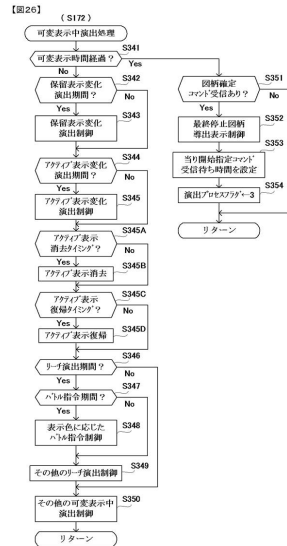 【図26】
(S172)
可変表示中演出処理
S341
可変表示時間経過?
Yes
No
S342
保留表示変化
演出期間?
No
Yes
S343
保留表示変化
演出制御
S344
アクティブ表示変化
演出期間?
No
Yes
S345
アクティブ表示変化
演出制御
S345A
アクティブ表示
消去タイミング?
No
Yes
S345B
アクティブ表示消去
S345C
アクティブ表示
復帰タイミング?
No
Yes
S345D
アクティブ表示復帰
S346
リーチ演出期間?
No
Yes
S347
バトル指令期間?
No
Yes
S348
表示色に応じた
バトル指令制御
S349
その他のリーチ演出制御
S350
その他の可変表示中
演出制御
リターン
S351
図柄確定
コマンド受信あり?
No
Yes
S352
最終停止図柄
導出表示制御
S353
当り開始指定コマンド
受信待ち時間を設定
S354
演出プロセスフラグ←3
リターン